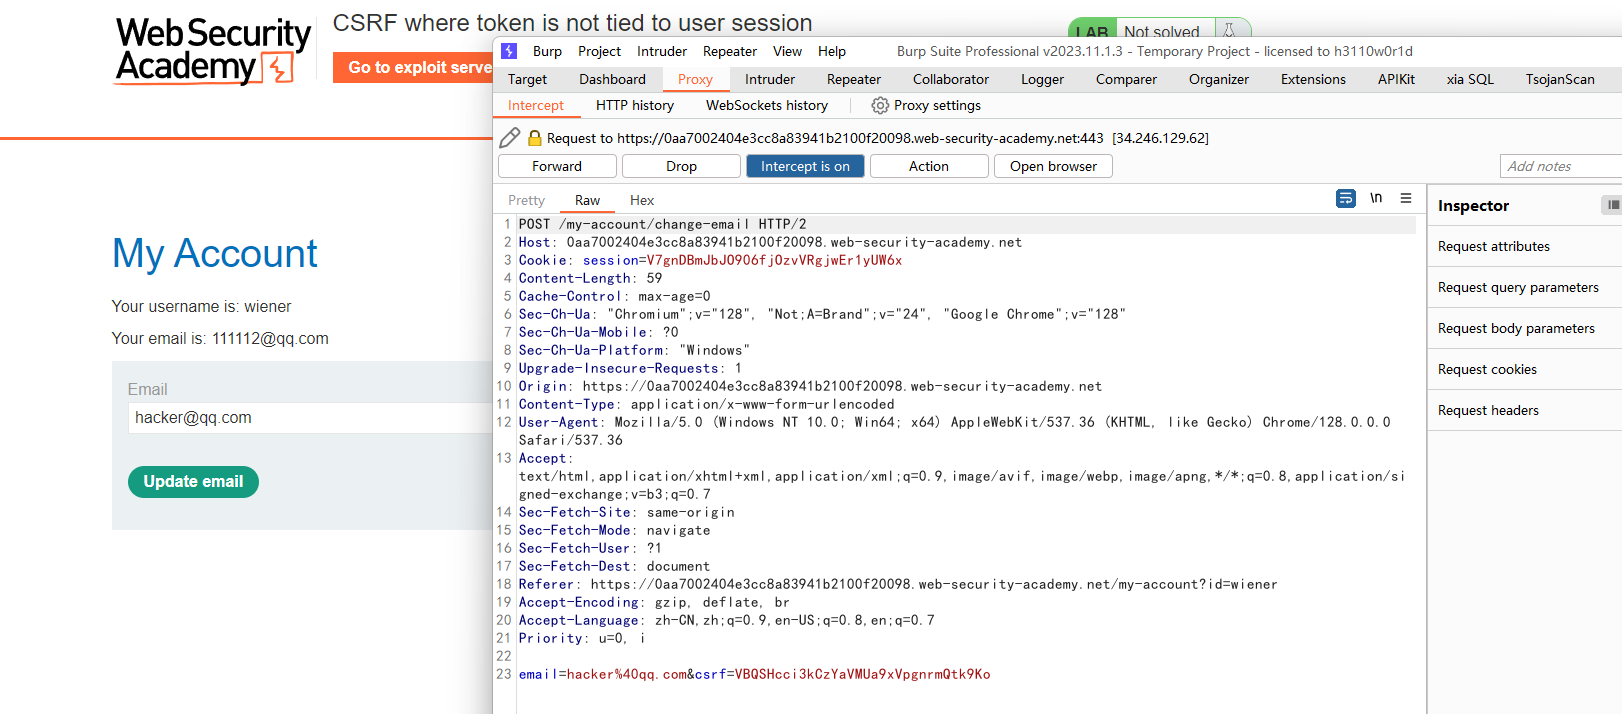 Web Security
Academy
CSRF where token is not tied to user session
Go to exploit serve
LAB Not solved
Burp Project Intruder Repeater View Help Burp Suite Professional v2023.11.1.3 - Temporary Project - licensed to h3110w0r1d
Target Dashboard Proxy Intruder Repeater Collaborator Logger Comparer Organizer Extensions APIKit xia SQL TsojanScan
Intercept HTTP history WebSockets history Proxy settings
Request to https://0aa7002404e3cc8a83941b2100f20098.web-security-academy.net:443 [34.246.129.62]
Forward Drop Intercept is on Action Open browser Add notes
Pretty Raw Hex \n
Inspector
Request attributes
Request query parameters
Request body parameters
Request cookies
Request headers
1 POST /my-account/change-email HTTP/2
2 Host: 0aa7002404e3cc8a83941b2100f20098.web-security-academy.net
3 Cookie: session=V7gnDBmJbJO906fjOzvVRgjwEr1yUW6x
4 Content-Length: 59
5 Cache-Control: max-age=0
6 Sec-Ch-Ua: "Chromium";v="128", "Not;A=Brand";v="24", "Google Chrome";v="128"
7 Sec-Ch-Ua-Mobile: ?0
8 Sec-Ch-Ua-Platform: "Windows"
9 Upgrade-Insecure-Requests: 1
10 Origin: https://0aa7002404e3cc8a83941b2100f20098.web-security-academy.net
11 Content-Type: application/x-www-form-urlencoded
12 User-Agent: Mozilla/5.0 (Windows NT 10.0; Win64; x64) AppleWebKit/537.36 (KHTML, like Gecko) Chrome/128.0.0.0
Safari/537.36
13 Accept:
text/html,application/xhtml+xml,application/xml;q=0.9,image/avif,image/webp,image/apng,*/*;q=0.8,application/si
gned-exchange;v=b3;q=0.7
14 Sec-Fetch-Site: same-origin
15 Sec-Fetch-Mode: navigate
16 Sec-Fetch-User: ?1
17 Sec-Fetch-Dest: document
18 Referer: https://0aa7002404e3cc8a83941b2100f20098.web-security-academy.net/my-account?id=wiener
19 Accept-Encoding: gzip, deflate, br
20 Accept-Language: zh-CN,zh;q=0.9,en-US;q=0.8,en;q=0.7
21 Priority: u=0, i
22
23 email=hacker%40qq.com&csrf=VBQSHcci3kCzYaVMUa9xVpgnrmQtk9Ko
My Account
Your username is: wiener
Your email is: 111112@qq.com
Email
hacker@qq.com
Update email